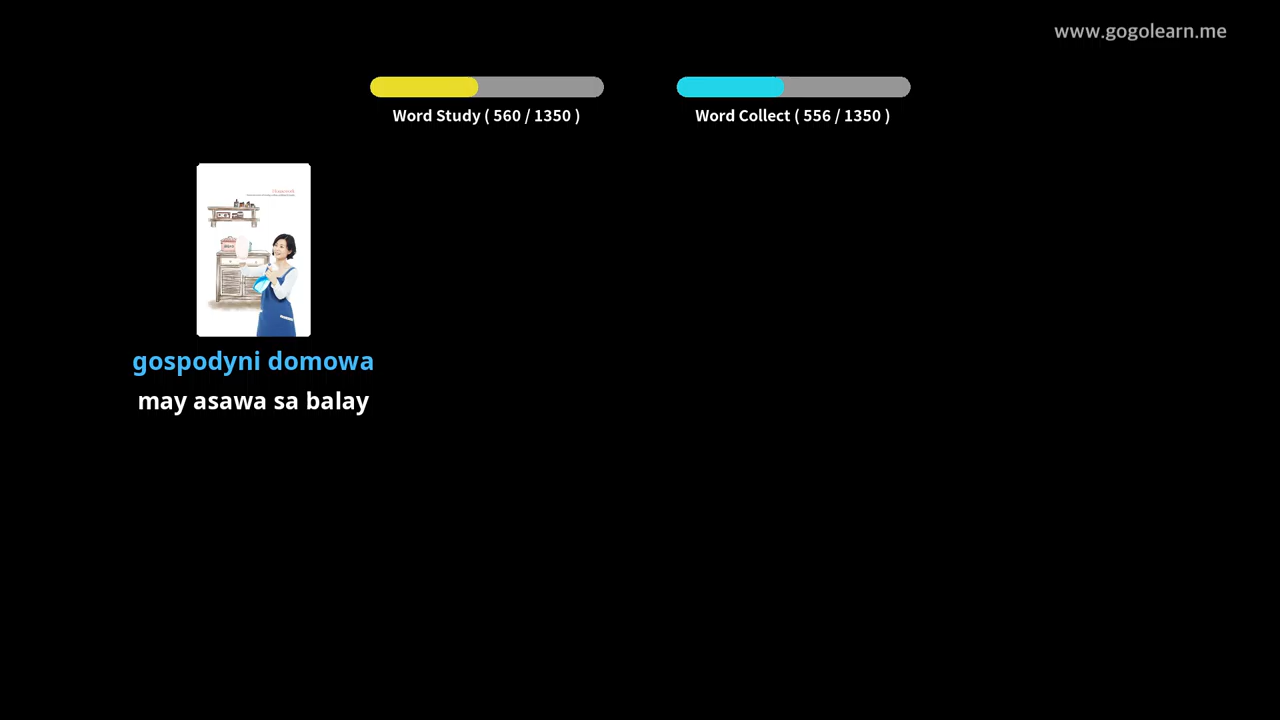 www.gogolearn.me
Word Study ( 560 / 1350 )
Word Collect ( 556 / 1350 )
gospodyni domowa
may asawa sa balay